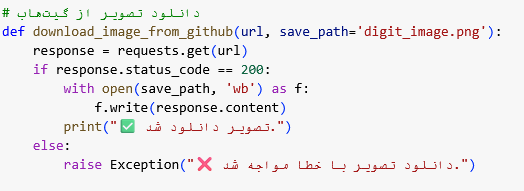 # دانلود تصویر از گیت‌هاب
def download_image_from_github(url, save_path='digit_image.png'):
    response = requests.get(url)
    if response.status_code == 200:
        with open(save_path, 'wb') as f:
            f.write(response.content)
        print("✅ تصویر دانلود شد.")
    else:
        raise Exception("❌ دانلود تصویر با خطا مواجه شد.")